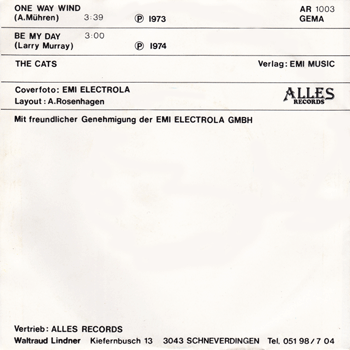 ONE WAY WIND
(A.Mühren) 3:39 ℗ 1973 AR 1003
GEMA
BE MY DAY 3:00
(Larry Murray) ℗ 1974
THE CATS Verlag: EMI MUSIC
Coverfoto: EMI ELECTROLA
Layout: A.Rosenhagen
ALLES
RECORDS
Mit freundlicher Genehmigung der EMI ELECTROLA GMBH
Vertrieb: ALLES RECORDS
Waltraud Lindner Kiefernbusch 13 3043 SCHNEVERDINGEN Tel. 051 98/7 04